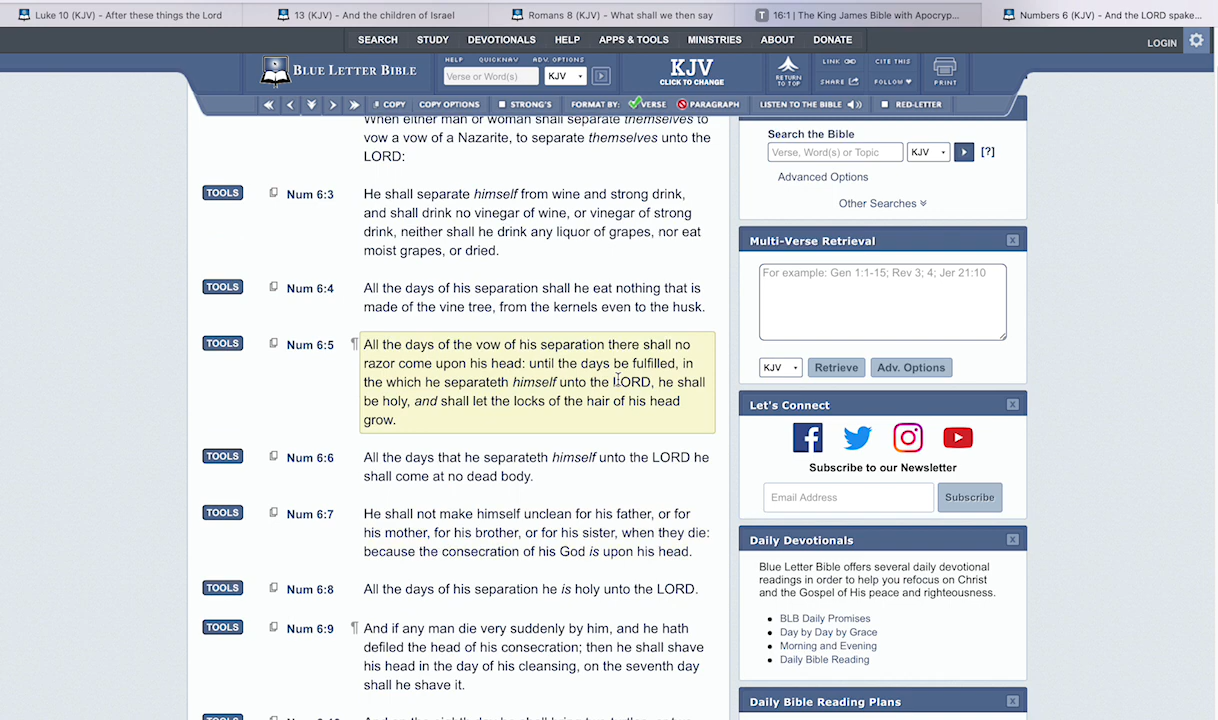 Luke 10 (KJV) - After these things the Lord
13 (KJV) - And the children of Israel
Romans 8 (KJV) - What shall we then say
T 16:1 | The King James Bible with Apocryp...
Numbers 6 (KJV) - And the LORD spake...
SEARCH STUDY DEVOTIONALS HELP APPS & TOOLS MINISTRIES ABOUT DONATE
LOGIN
BLUE LETTER BIBLE
HELP QUICKNAV ADV. OPTIONS
Verse or Word(s) KJV
KJV
CLICK TO CHANGE
RETURN
TO TOP
LINK CITE THIS
SHARE FOLLOW
PRINT
COPY COPY OPTIONS STRONG'S FORMAT BY: VERSE PARAGRAPH LISTEN TO THE BIBLE RED-LETTER
When either man or woman shall separate themselves to
vow a vow of a Nazarite, to separate themselves unto the
LORD:
TOOLS Num 6:3 He shall separate himself from wine and strong drink,
and shall drink no vinegar of wine, or vinegar of strong
drink, neither shall he drink any liquor of grapes, nor eat
moist grapes, or dried.
TOOLS Num 6:4 All the days of his separation shall he eat nothing that is
made of the vine tree, from the kernels even to the husk.
TOOLS Num 6:5 ¶ All the days of the vow of his separation there shall no
razor come upon his head: until the days be fulfilled, in
the which he separateth himself unto the LORD, he shall
be holy, and shall let the locks of the hair of his head
grow.
TOOLS Num 6:6 All the days that he separateth himself unto the LORD he
shall come at no dead body.
TOOLS Num 6:7 He shall not make himself unclean for his father, or for
his mother, for his brother, or for his sister, when they die:
because the consecration of his God is upon his head.
TOOLS Num 6:8 All the days of his separation he is holy unto the LORD.
TOOLS Num 6:9 ¶ And if any man die very suddenly by him, and he hath
defiled the head of his consecration; then he shall shave
his head in the day of his cleansing, on the seventh day
shall he shave it.
Search the Bible
Verse, Word(s) or Topic KJV [?]
Advanced Options
Other Searches
Multi-Verse Retrieval X
For example: Gen 1:1-15; Rev 3; 4; Jer 21:10
KJV Retrieve Adv. Options
Let's Connect X
Subscribe to our Newsletter
Email Address Subscribe
Daily Devotionals X
Blue Letter Bible offers several daily devotional
readings in order to help you refocus on Christ
and the Gospel of His peace and righteousness.
BLB Daily Promises
Day by Day by Grace
Morning and Evening
Daily Bible Reading
Daily Bible Reading Plans X